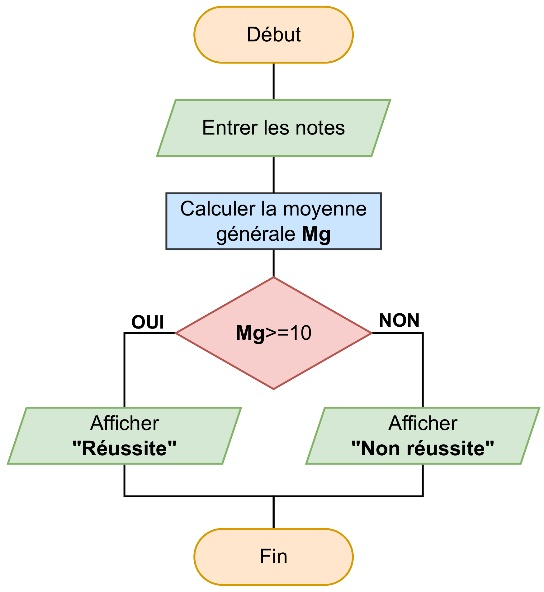 Début
Entrer les notes
Calculer la moyenne
générale Mg
Mg>=10
OUI
NON
Afficher
"Réussite"
Afficher
"Non réussite"
Fin